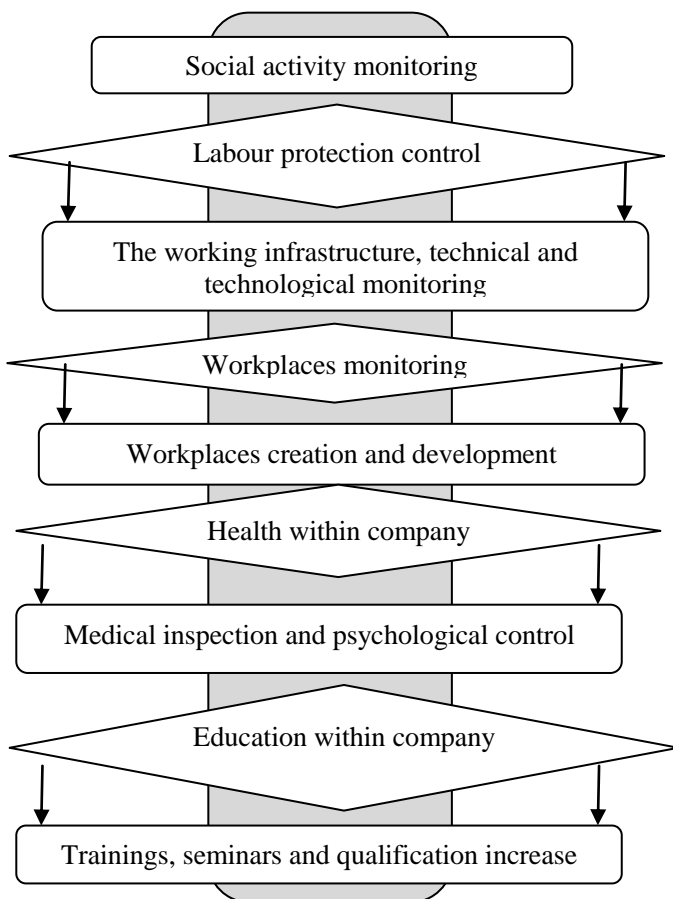 Social activity monitoring
Labour protection control
The working infrastructure, technical and
technological monitoring
Workplaces monitoring
Workplaces creation and development
Health within company
Medical inspection and psychological control
Education within company
Trainings, seminars and qualification increase